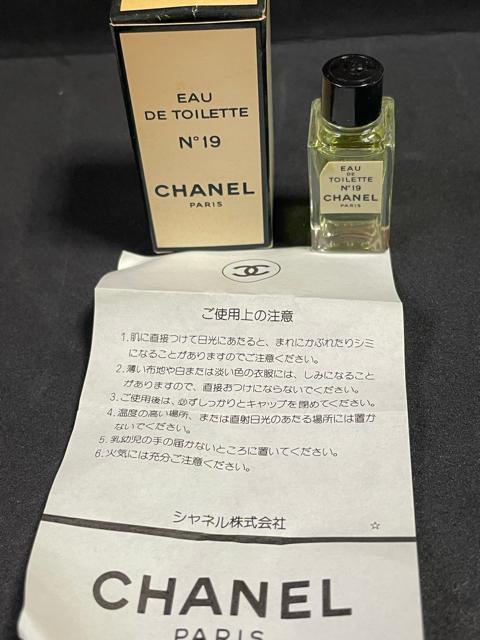 EAU
DE TOILETTE
N°19
CHANEL
PARIS
EAU
DE
TOILETTE
N°19
CHANEL
PARIS
ご使用上の注意
1.肌に直接つけて日光にあたると、まれにかぶれたりシミ
になることがありますのでご注意ください。
2.薄い布地や白または淡い色の衣服には、しみになること
がありますので、直接おつけにならないでください。
3.ご使用後は、必ずしっかりとキャップを閉めてください。
4.温度の高い場所、または直射日光のあたる場所には置か
ないでください。
5.乳幼児の手の届かないところに置いてください。
6.火気には充分ご注意ください。
シャネル株式会社 ☆
CHANEL
PARIS